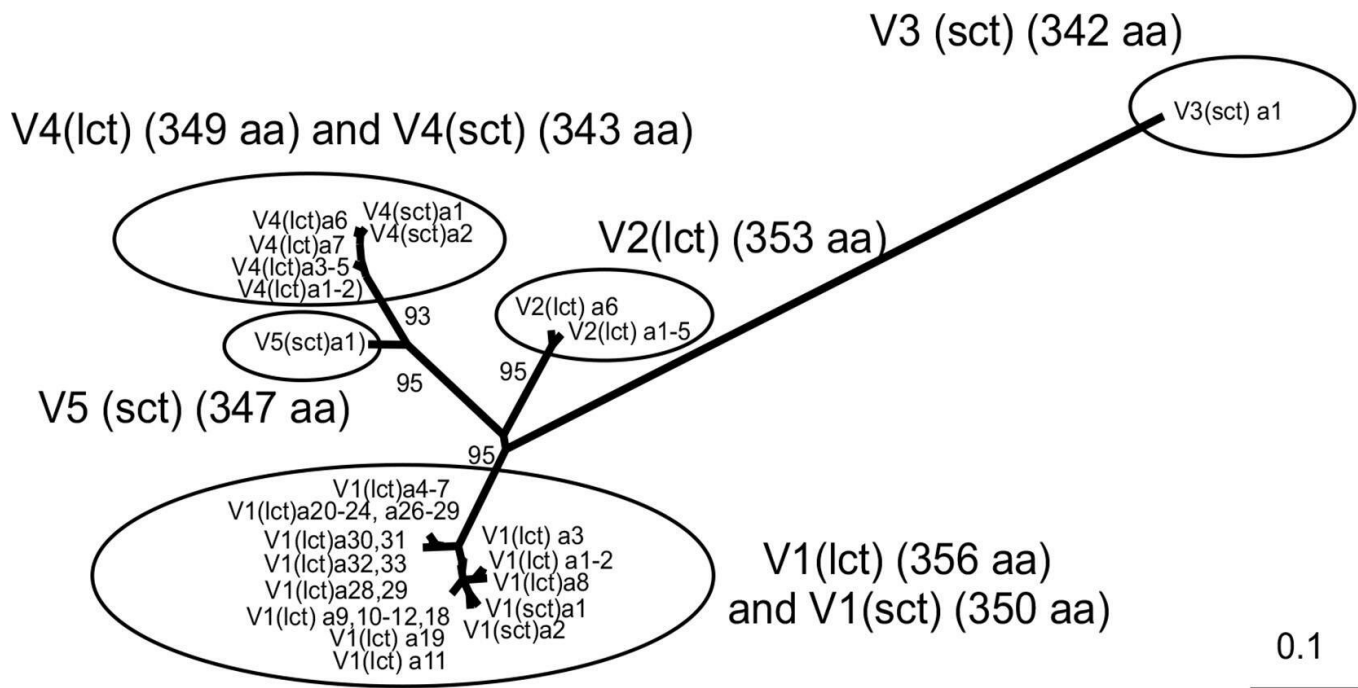 V3 (sct) (342 aa)
V3(sct) a1
V4(lct) (349 aa) and V4(sct) (343 aa)
V4(lct)a6
V4(sct)a1
V4(lct)a7
V4(sct)a2
V4(lct)a3-5
V4(lct)a1-2)
V2(lct) (353 aa)
V2(lct) a6
V2(lct) a1-5
93
V5(sct)a1)
95
95
V5 (sct) (347 aa)
95
V1(lct)a4-7
V1(lct)a20-24, a26-29
V1(lct)a30,31
V1(lct)a32,33
V1(lct)a28,29
V1(lct) a9,10-12,18
V1(lct) a19
V1(lct) a11
V1(lct) a3
V1(lct) a1-2
V1(lct)a8
V1(sct)a1
V1(sct)a2
V1(lct) (356 aa)
and V1(sct) (350 aa)
0.1